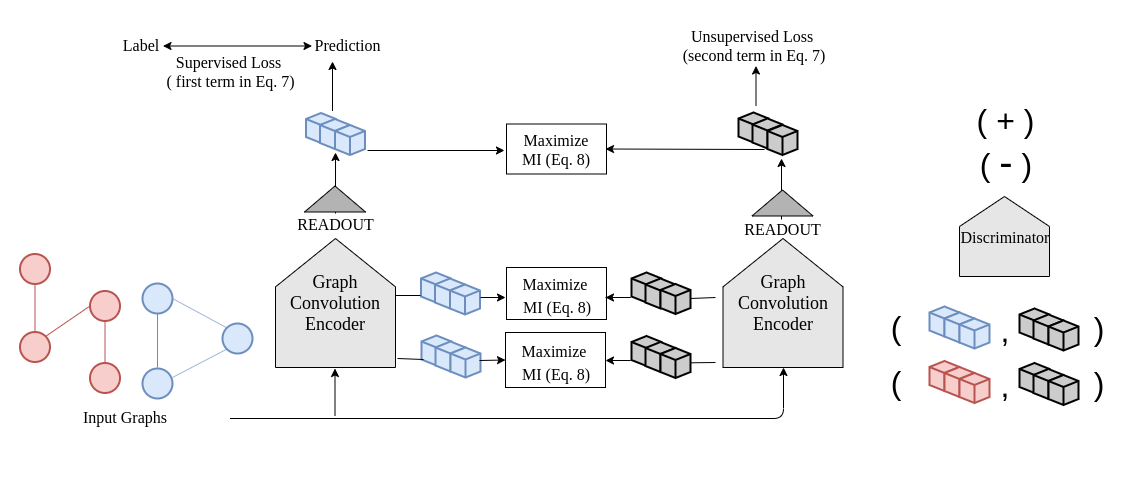 Label
Prediction
Supervised Loss
( first term in Eq. 7)
Unsupervised Loss
(second term in Eq. 7)
Maximize
MI (Eq. 8)
READOUT
READOUT
Graph
Convolution
Encoder
Maximize
MI (Eq. 8)
Maximize
MI (Eq. 8)
Graph
Convolution
Encoder
Input Graphs
(+)
(-)
Discriminator
( , )
( , )